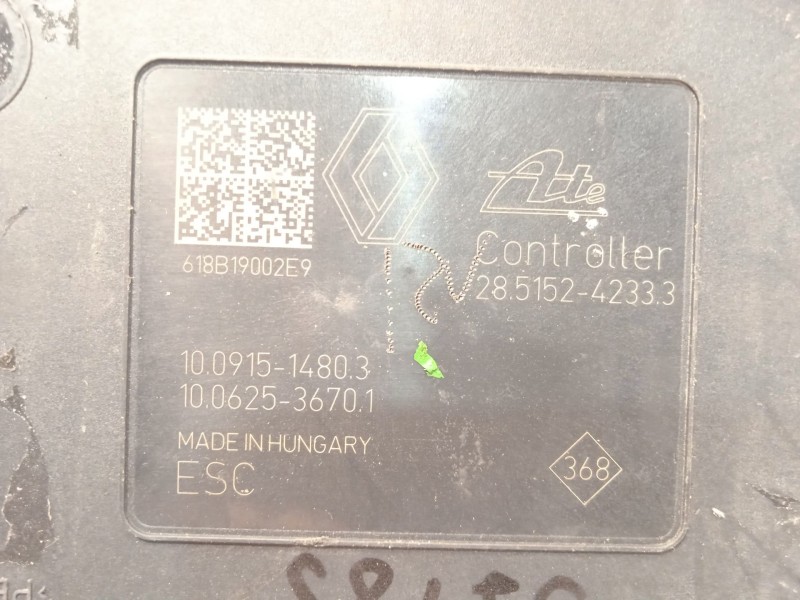 Ate
Controller
28.5152-4233.3
618B19002E9
12V
10.0915-1480.3
10.0625-3670.1
MADE IN HUNGARY
ESC
368